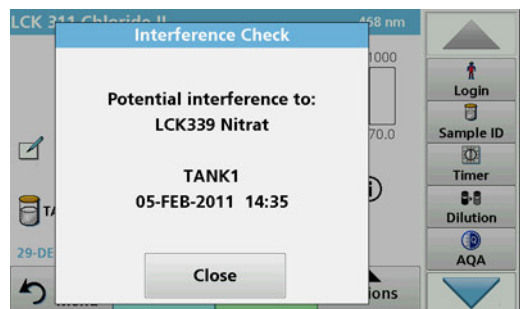 LCK 311 Chloride II 468 nm
Interference Check
1000
Potential interference to:
LCK339 Nitrat
70.0
TANK1
05-FEB-2011 14:35
29-DE
Close
Login
Sample ID
Timer
Dilution
AQA